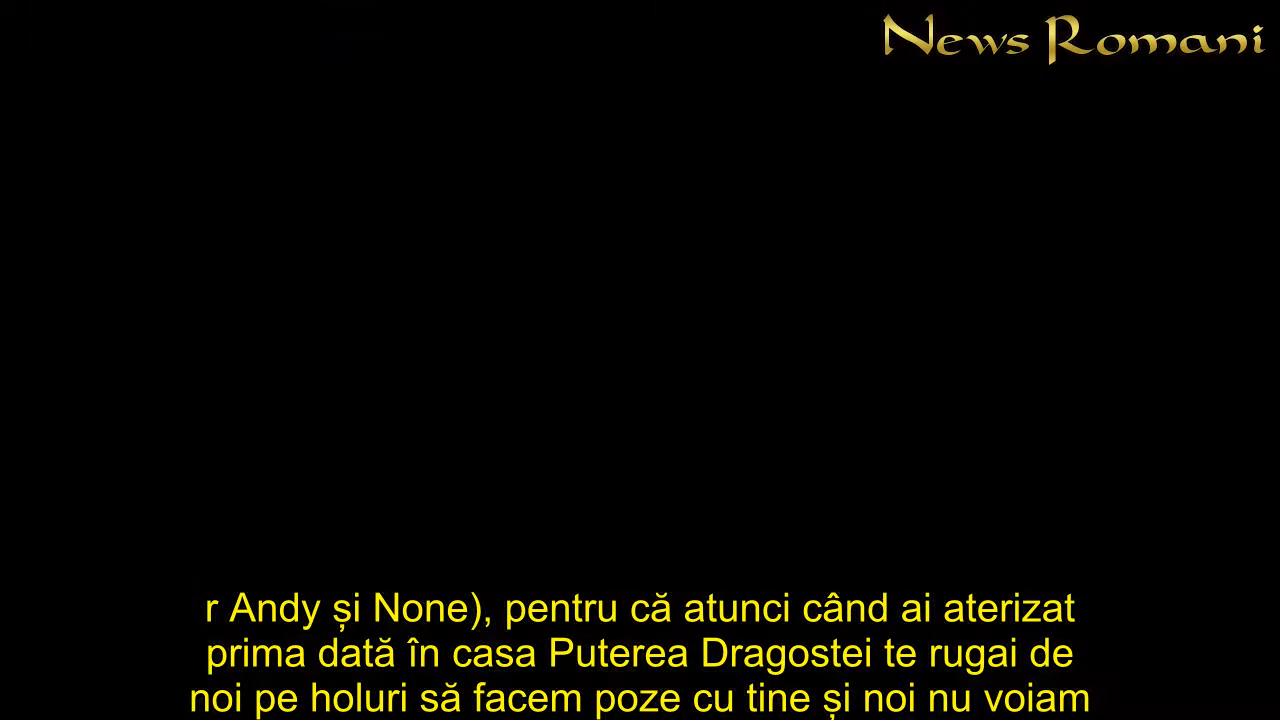 News Romani
r Andy și None), pentru că atunci când ai aterizat
prima dată în casa Puterea Dragostei te rugai de
noi pe holuri să facem poze cu tine și noi nu voiam